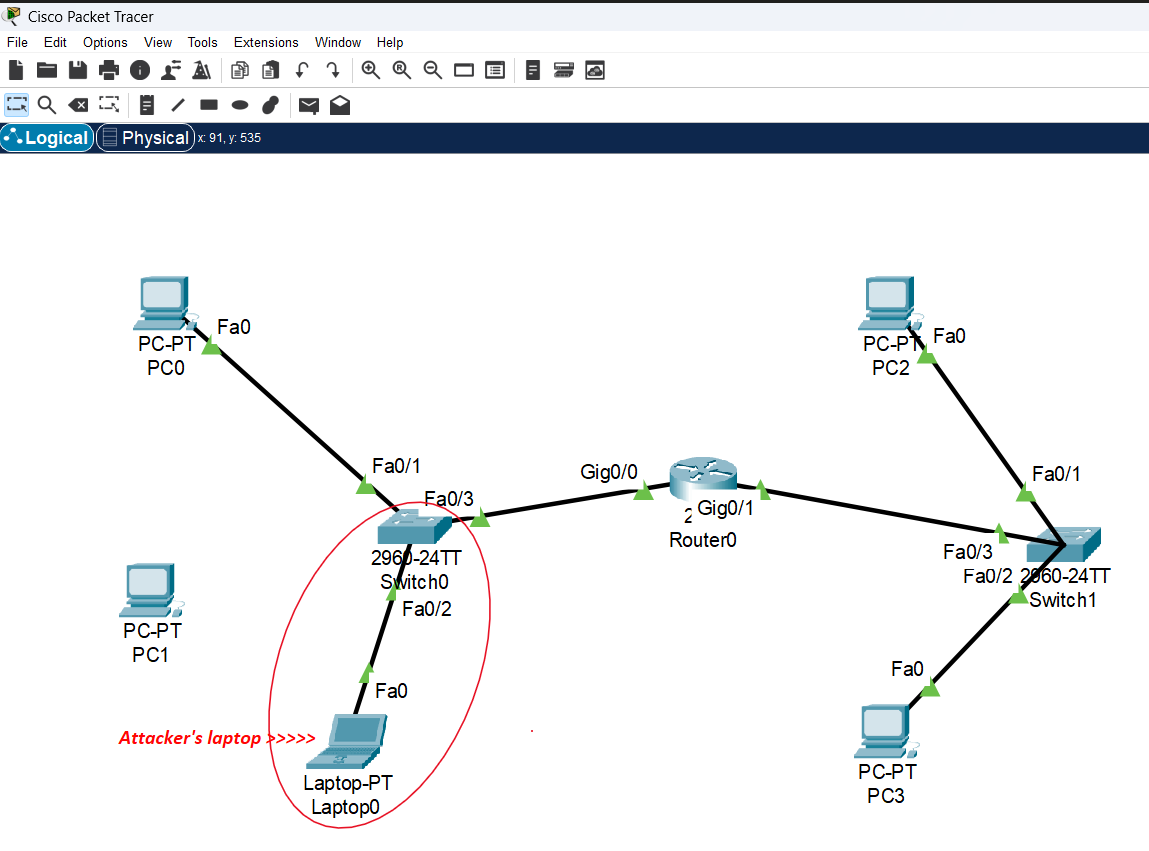 Cisco Packet Tracer
File Edit Options View Tools Extensions Window Help
Logical Physical x: 91, y: 535
PC-PT
PC0
Fa0
PC-PT
PC2
Fa0
Fa0/1
Fa0/3
2960-24TT
Switch0
Fa0/2
Gig0/0
2
Gig0/1
Router0
Fa0/1
Fa0/3
Fa0/2
2960-24TT
Switch1
PC-PT
PC1
Fa0
Attacker's laptop >>>>>
Laptop-PT
Laptop0
Fa0
PC-PT
PC3